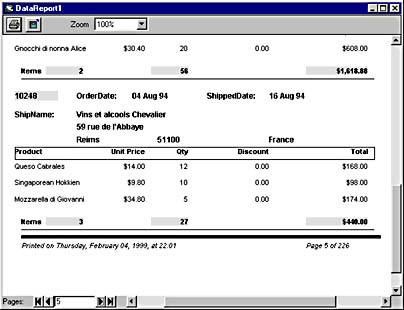 DataReport1
Zoom 100%
Gnocchi di nonna Alice $30.40 20 0.00 $608.00
Items 2 56 $1,618.88
10248 OrderDate: 04 Aug 94 ShippedDate: 16 Aug 94
ShipName: Vins et alcools Chevalier
59 rue de l'Abbaye
Reims 51100 France
Product Unit Price Qty Discount Total
Queso Cabrales $14.00 12 0.00 $168.00
Singaporean Hokkien $9.80 10 0.00 $98.00
Mozzarella di Giovanni $34.80 5 0.00 $174.00
Items 3 27 $440.00
Printed on Thursday, February 04, 1999, at 22:01 Page 5 of 226
Pages: 5